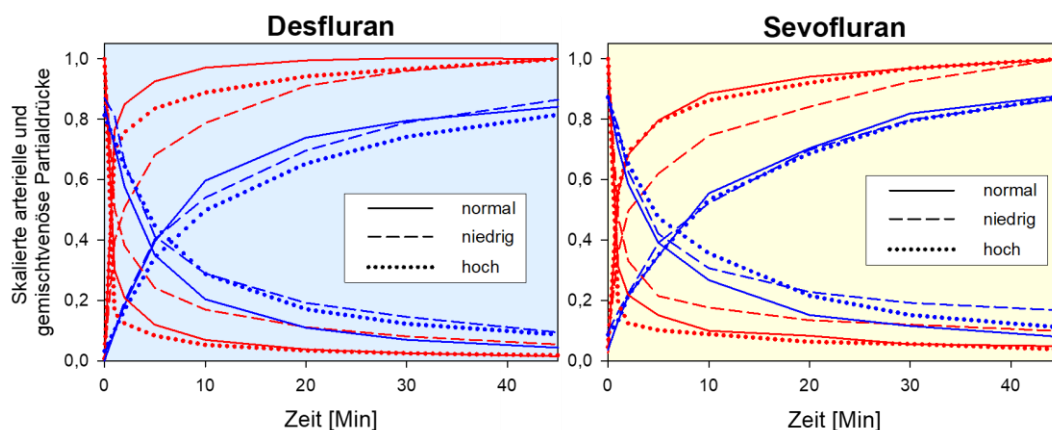 Desfluran
Sevofluran
Skalierte arterielle und
gemischtvenöse Partialdrücke
1,0
0,8
0,6
0,4
0,2
0,0
normal
niedrig
hoch
0 10 20 30 40
Zeit [Min]
1,0
0,8
0,6
0,4
0,2
0,0
normal
niedrig
hoch
0 10 20 30 40
Zeit [Min]